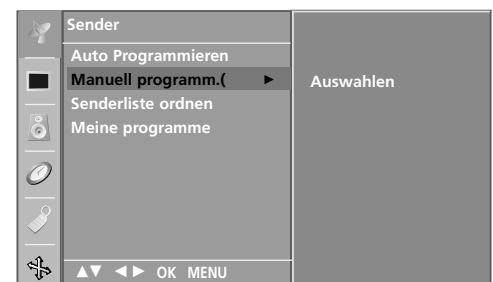 Sender
Auto Programmieren
Manuell programm.( ►
Auswahlen
Senderliste ordnen
Meine programme
▲▼ ◄► OK MENU